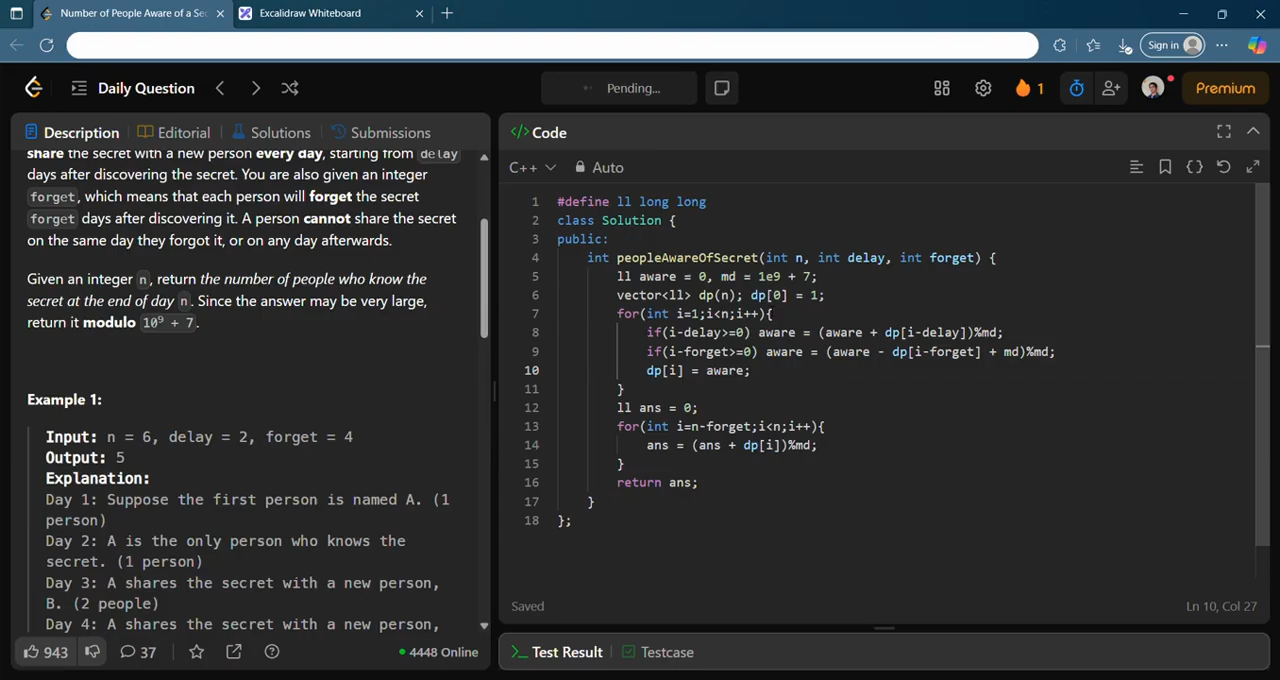 Number of People Aware of a Sec
Excalidraw Whiteboard
Sign in
Daily Question
Pending...
1
Premium
Description
Editorial
Solutions
Submissions
share the secret with a new person every day, starting from delay
days after discovering the secret. You are also given an integer
forget, which means that each person will forget the secret
forget days after discovering it. A person cannot share the secret
on the same day they forgot it, or on any day afterwards.
Given an integer n, return the number of people who know the
secret at the end of day n. Since the answer may be very large,
return it modulo 10⁹ + 7.
Example 1:
Input: n = 6, delay = 2, forget = 4
Output: 5
Explanation:
Day 1: Suppose the first person is named A. (1
person)
Day 2: A is the only person who knows the
secret. (1 person)
Day 3: A shares the secret with a new person,
B. (2 people)
Day 4: A shares the secret with a new person,
943
37
4448 Online
</> Code
C++
Auto
1 #define ll long long
2 class Solution {
3 public:
4 int peopleAwareOfSecret(int n, int delay, int forget) {
5 ll aware = 0, md = 1e9 + 7;
6 vector<ll> dp(n); dp[0] = 1;
7 for(int i=1;i<n;i++){
8 if(i-delay>=0) aware = (aware + dp[i-delay])%md;
9 if(i-forget>=0) aware = (aware - dp[i-forget] + md)%md;
10 dp[i] = aware;
11 }
12 ll ans = 0;
13 for(int i=n-forget;i<n;i++){
14 ans = (ans + dp[i])%md;
15 }
16 return ans;
17 }
18 };
Saved
Ln 10, Col 27
Test Result
Testcase